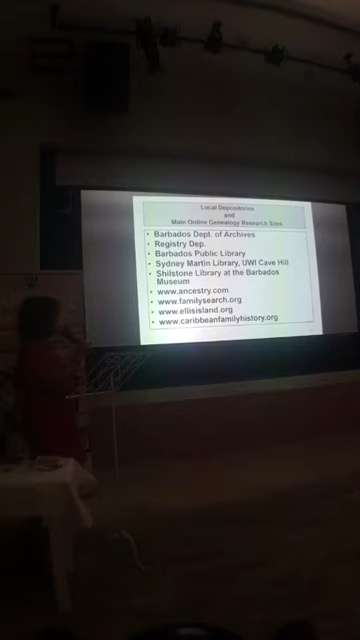 Local Depositories
and
Main Online Genealogy Research Sites
• Barbados Dept. of Archives
• Registry Dep.
• Barbados Public Library
• Sydney Martin Library, UWI Cave Hill
• Shilstone Library at the Barbados
Museum
• www.ancestry.com
• www.familysearch.org
• www.ellisisland.org
• www.caribbeanfamilyhistory.org